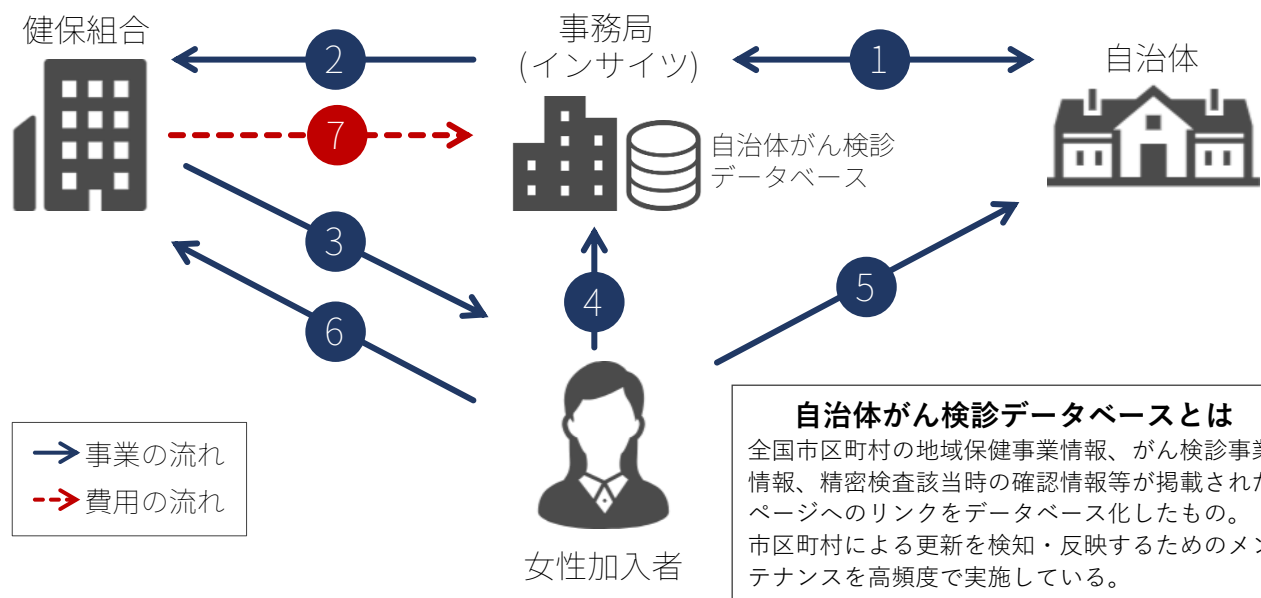 健保組合
事務局
(インサイツ)
自治体
2
1
7
自治体がん検診
データベース
3
4
5
6
女性加入者
事業の流れ
費用の流れ
自治体がん検診データベースとは
全国市区町村の地域保健事業情報、がん検診事業
情報、精密検査該当時の確認情報等が掲載された
ページへのリンクをデータベース化したもの。
市区町村による更新を検知・反映するためのメン
テナンスを高頻度で実施している。